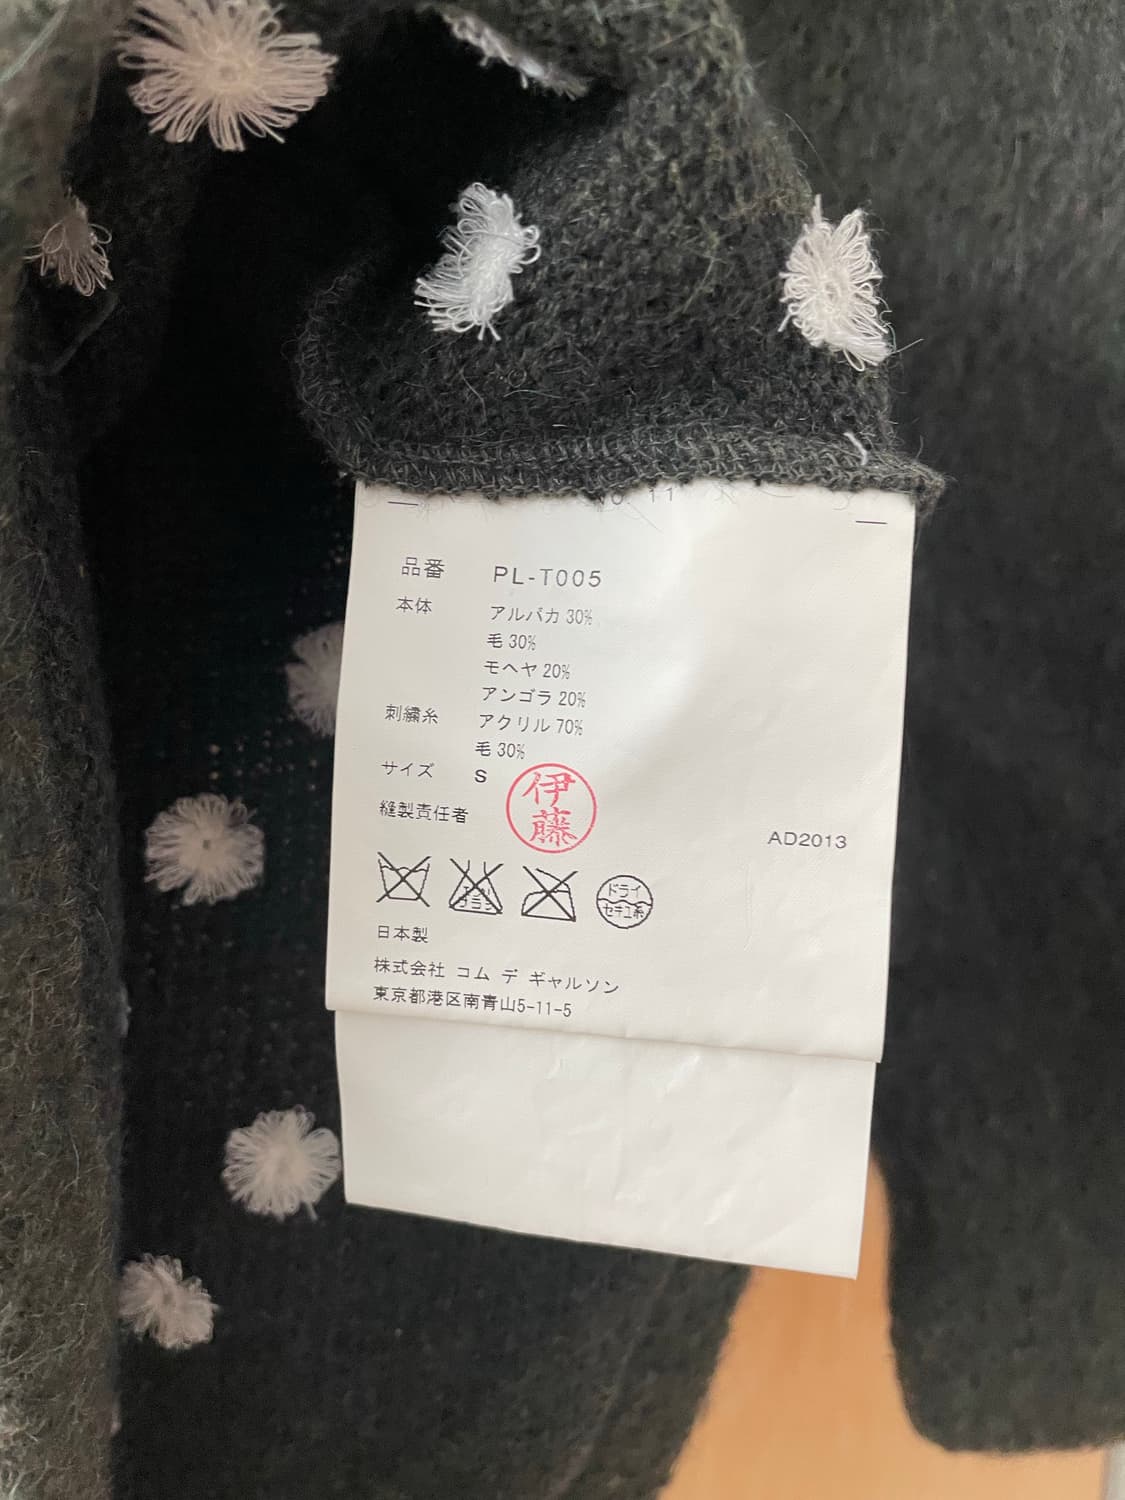 11
品番 PL-T005
本体 アルパカ 30%
毛 30%
モヘヤ 20%
アンゴラ 20%
刺繍糸 アクリル 70%
毛 30%
サイズ S
縫製責任者 伊藤
AD2013
ドライ
セキユ系
日本製
株式会社 コム デ ギャルソン
東京都港区南青山5-11-5